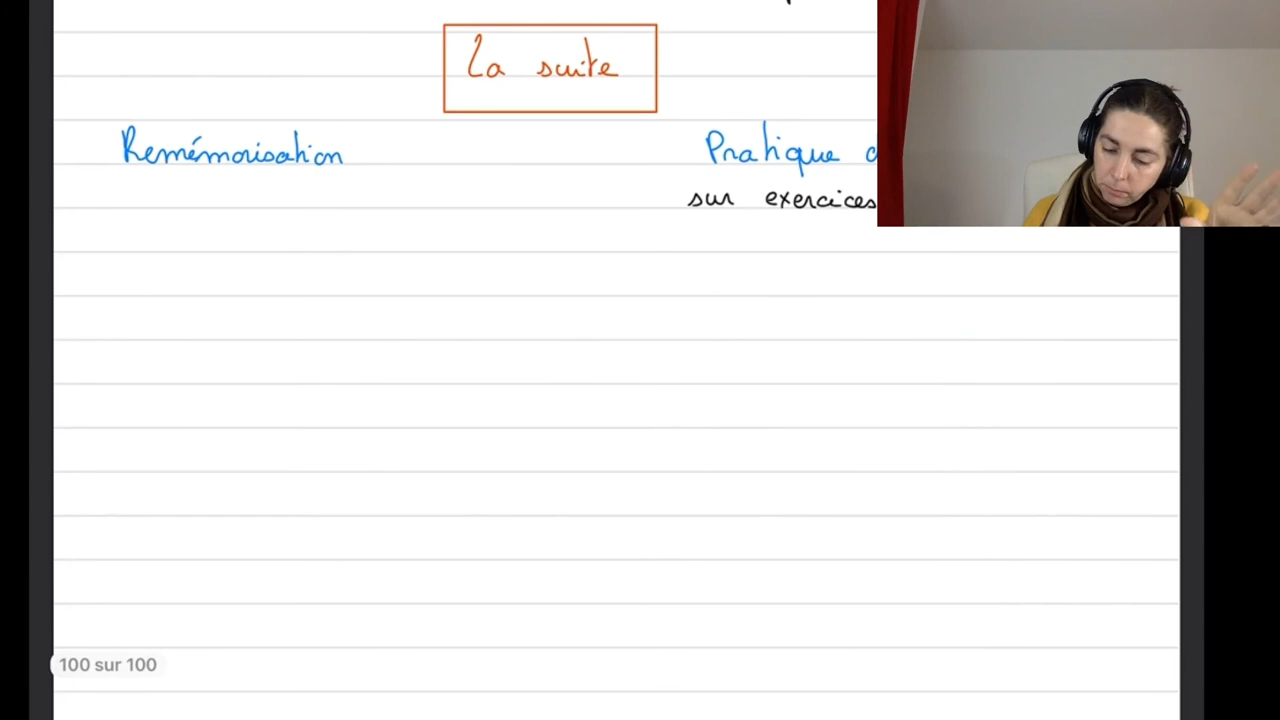 La suite
Remémorisation
Pratique
sur exercices
100 sur 100